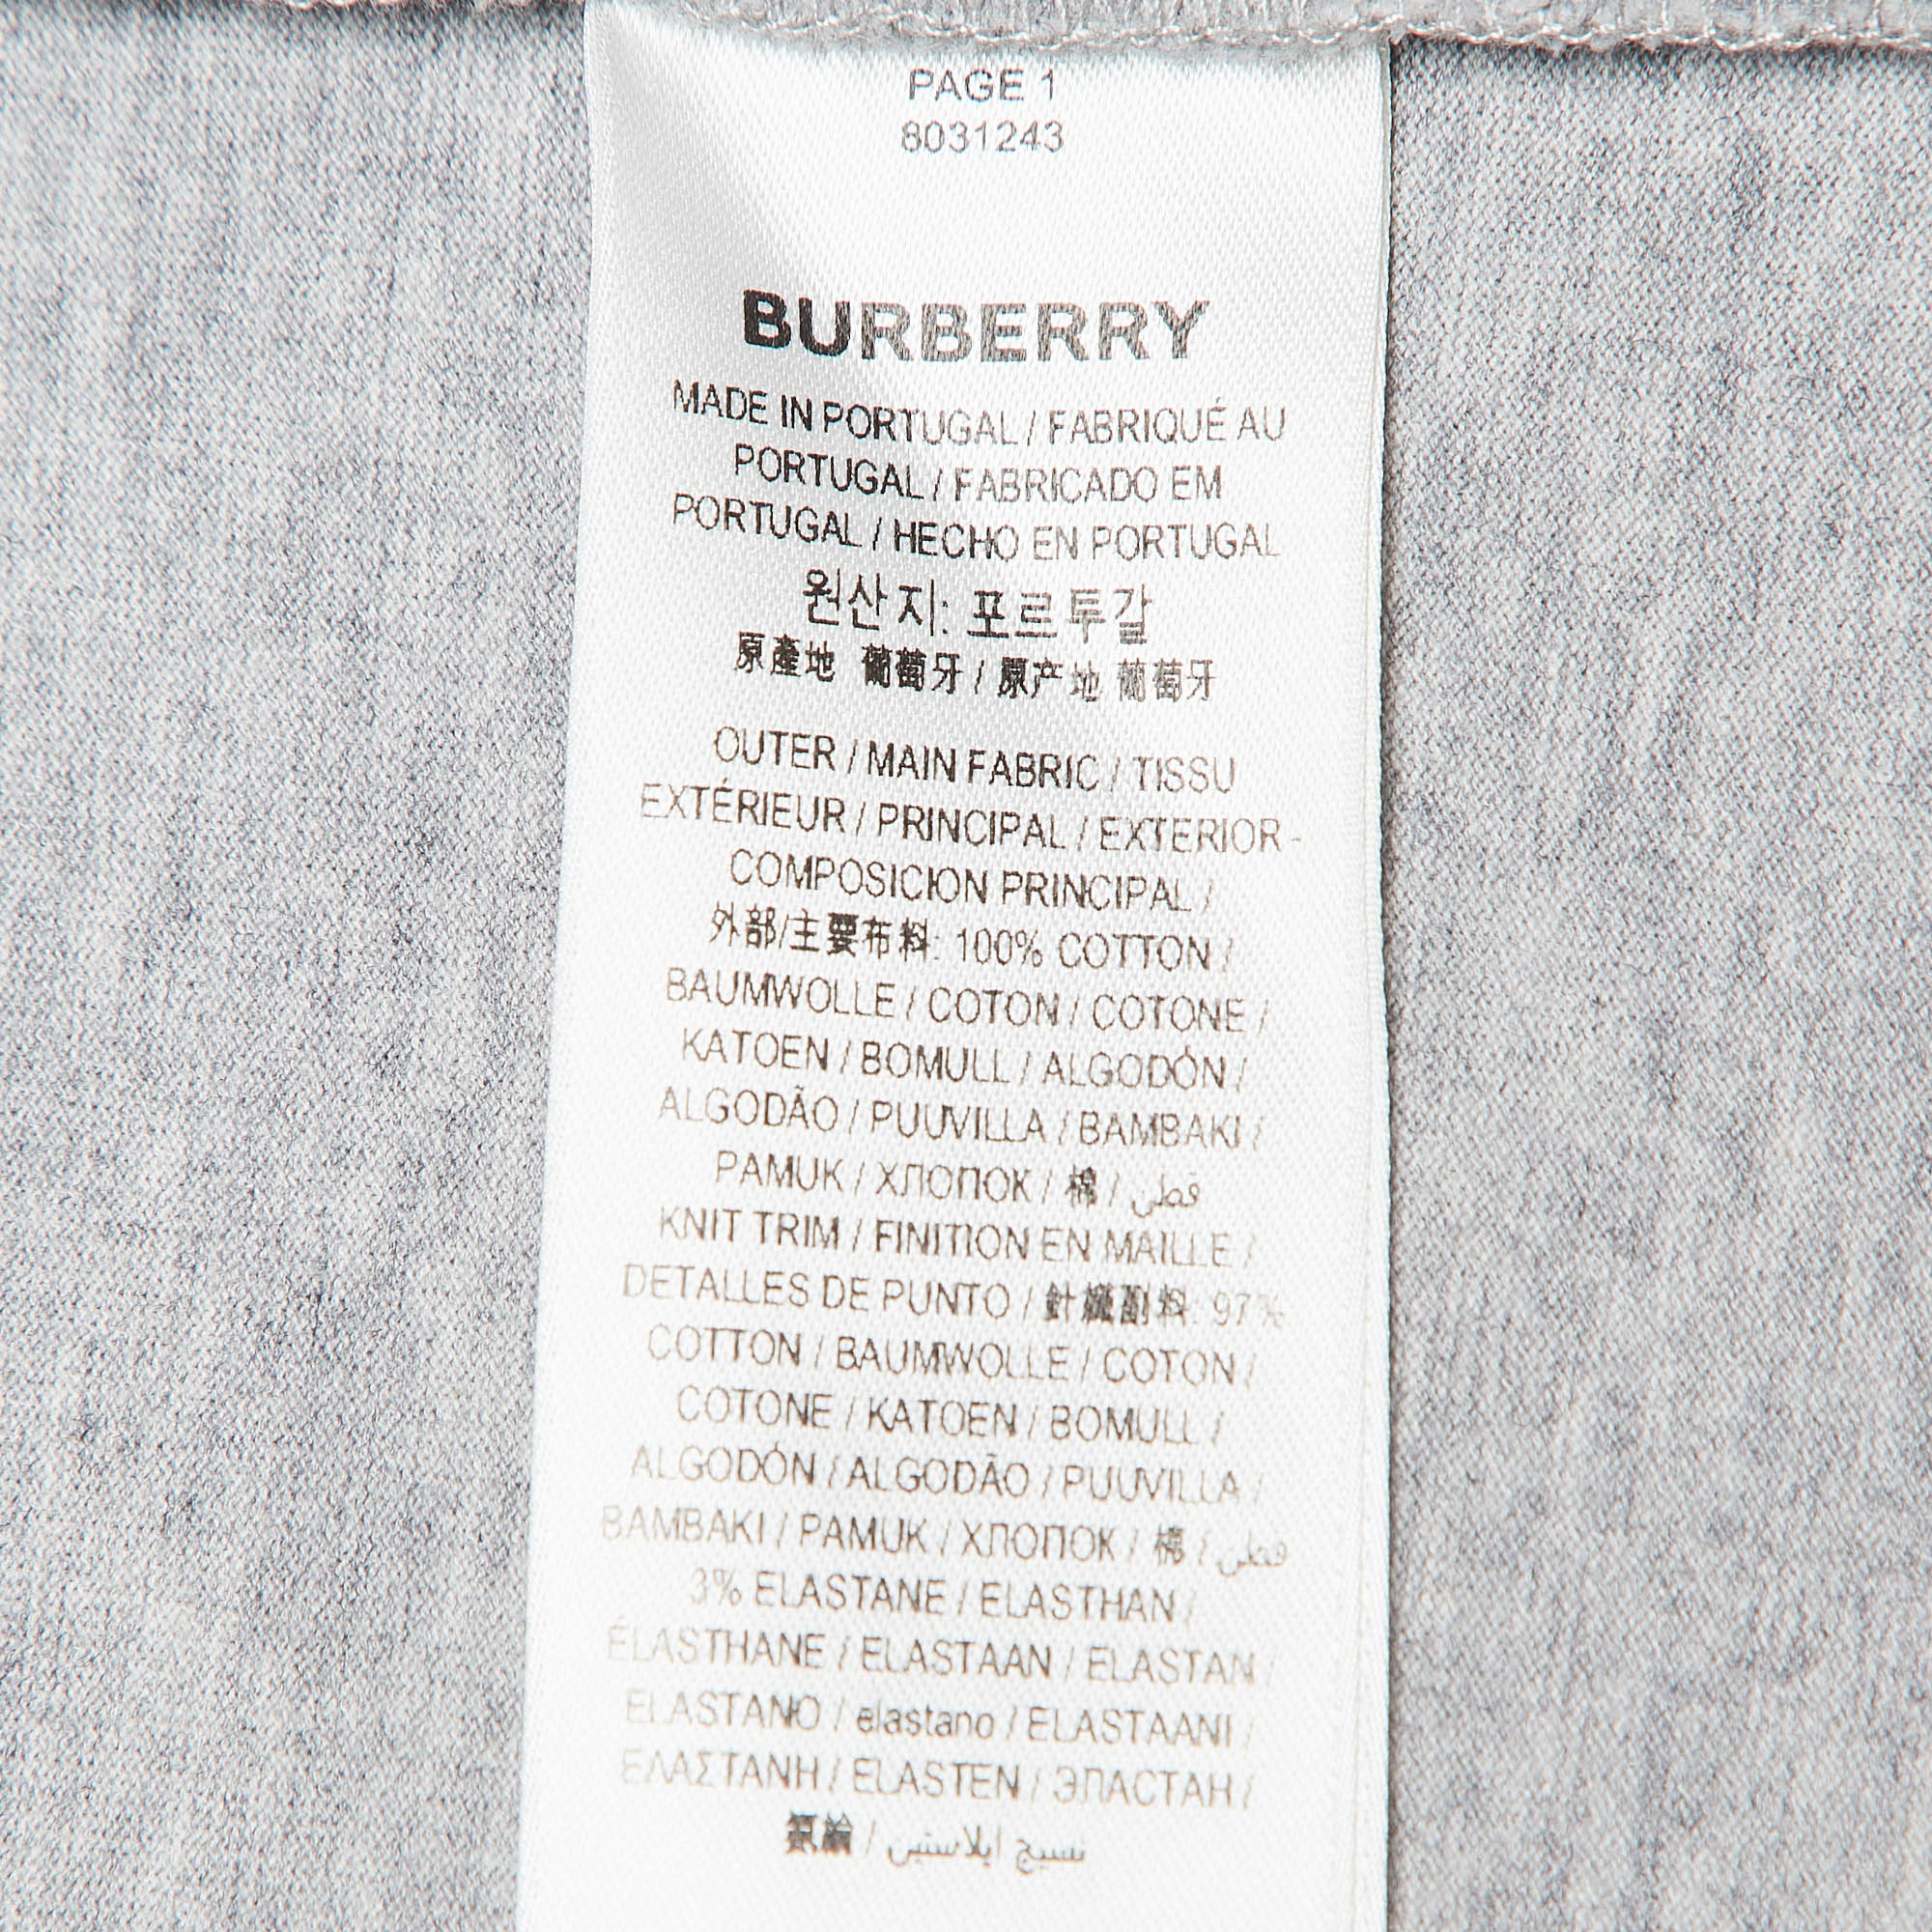 PAGE 1
8031243
BURBERRY
MADE IN PORTUGAL / FABRIQUÉ AU
PORTUGAL / FABRICADO EM
PORTUGAL / HECHO EN PORTUGAL
원산지: 포르투갈
原產地 葡萄牙 / 原产地 葡萄牙
OUTER / MAIN FABRIC / TISSU
EXTÉRIEUR / PRINCIPAL / EXTERIOR -
COMPOSICION PRINCIPAL /
外部/主要布料: 100% COTTON /
BAUMWOLLE / COTON / COTONE /
KATOEN / BOMULL / ALGODÓN /
ALGODÃO / PUUVILLA / BAMBAKI /
PAMUK / ХЛОПОК / 棉 / قطن
KNIT TRIM / FINITION EN MAILLE /
DETALLES DE PUNTO / 針織副料: 97%
COTTON / BAUMWOLLE / COTON /
COTONE / KATOEN / BOMULL /
ALGODÓN / ALGODÃO / PUUVILLA /
BAMBAKI / PAMUK / ХЛОПОК / 棉 / قطن
3% ELASTANE / ELASTHAN /
ÉLASTHANE / ELASTAAN / ELASTAN /
ELASTANO / elastano / ELASTAANI /
ΕΛΑΣΤΑΝΗ / ELASTEN / ЭЛАСТАН /
氨綸 / نسيج ايلاستين